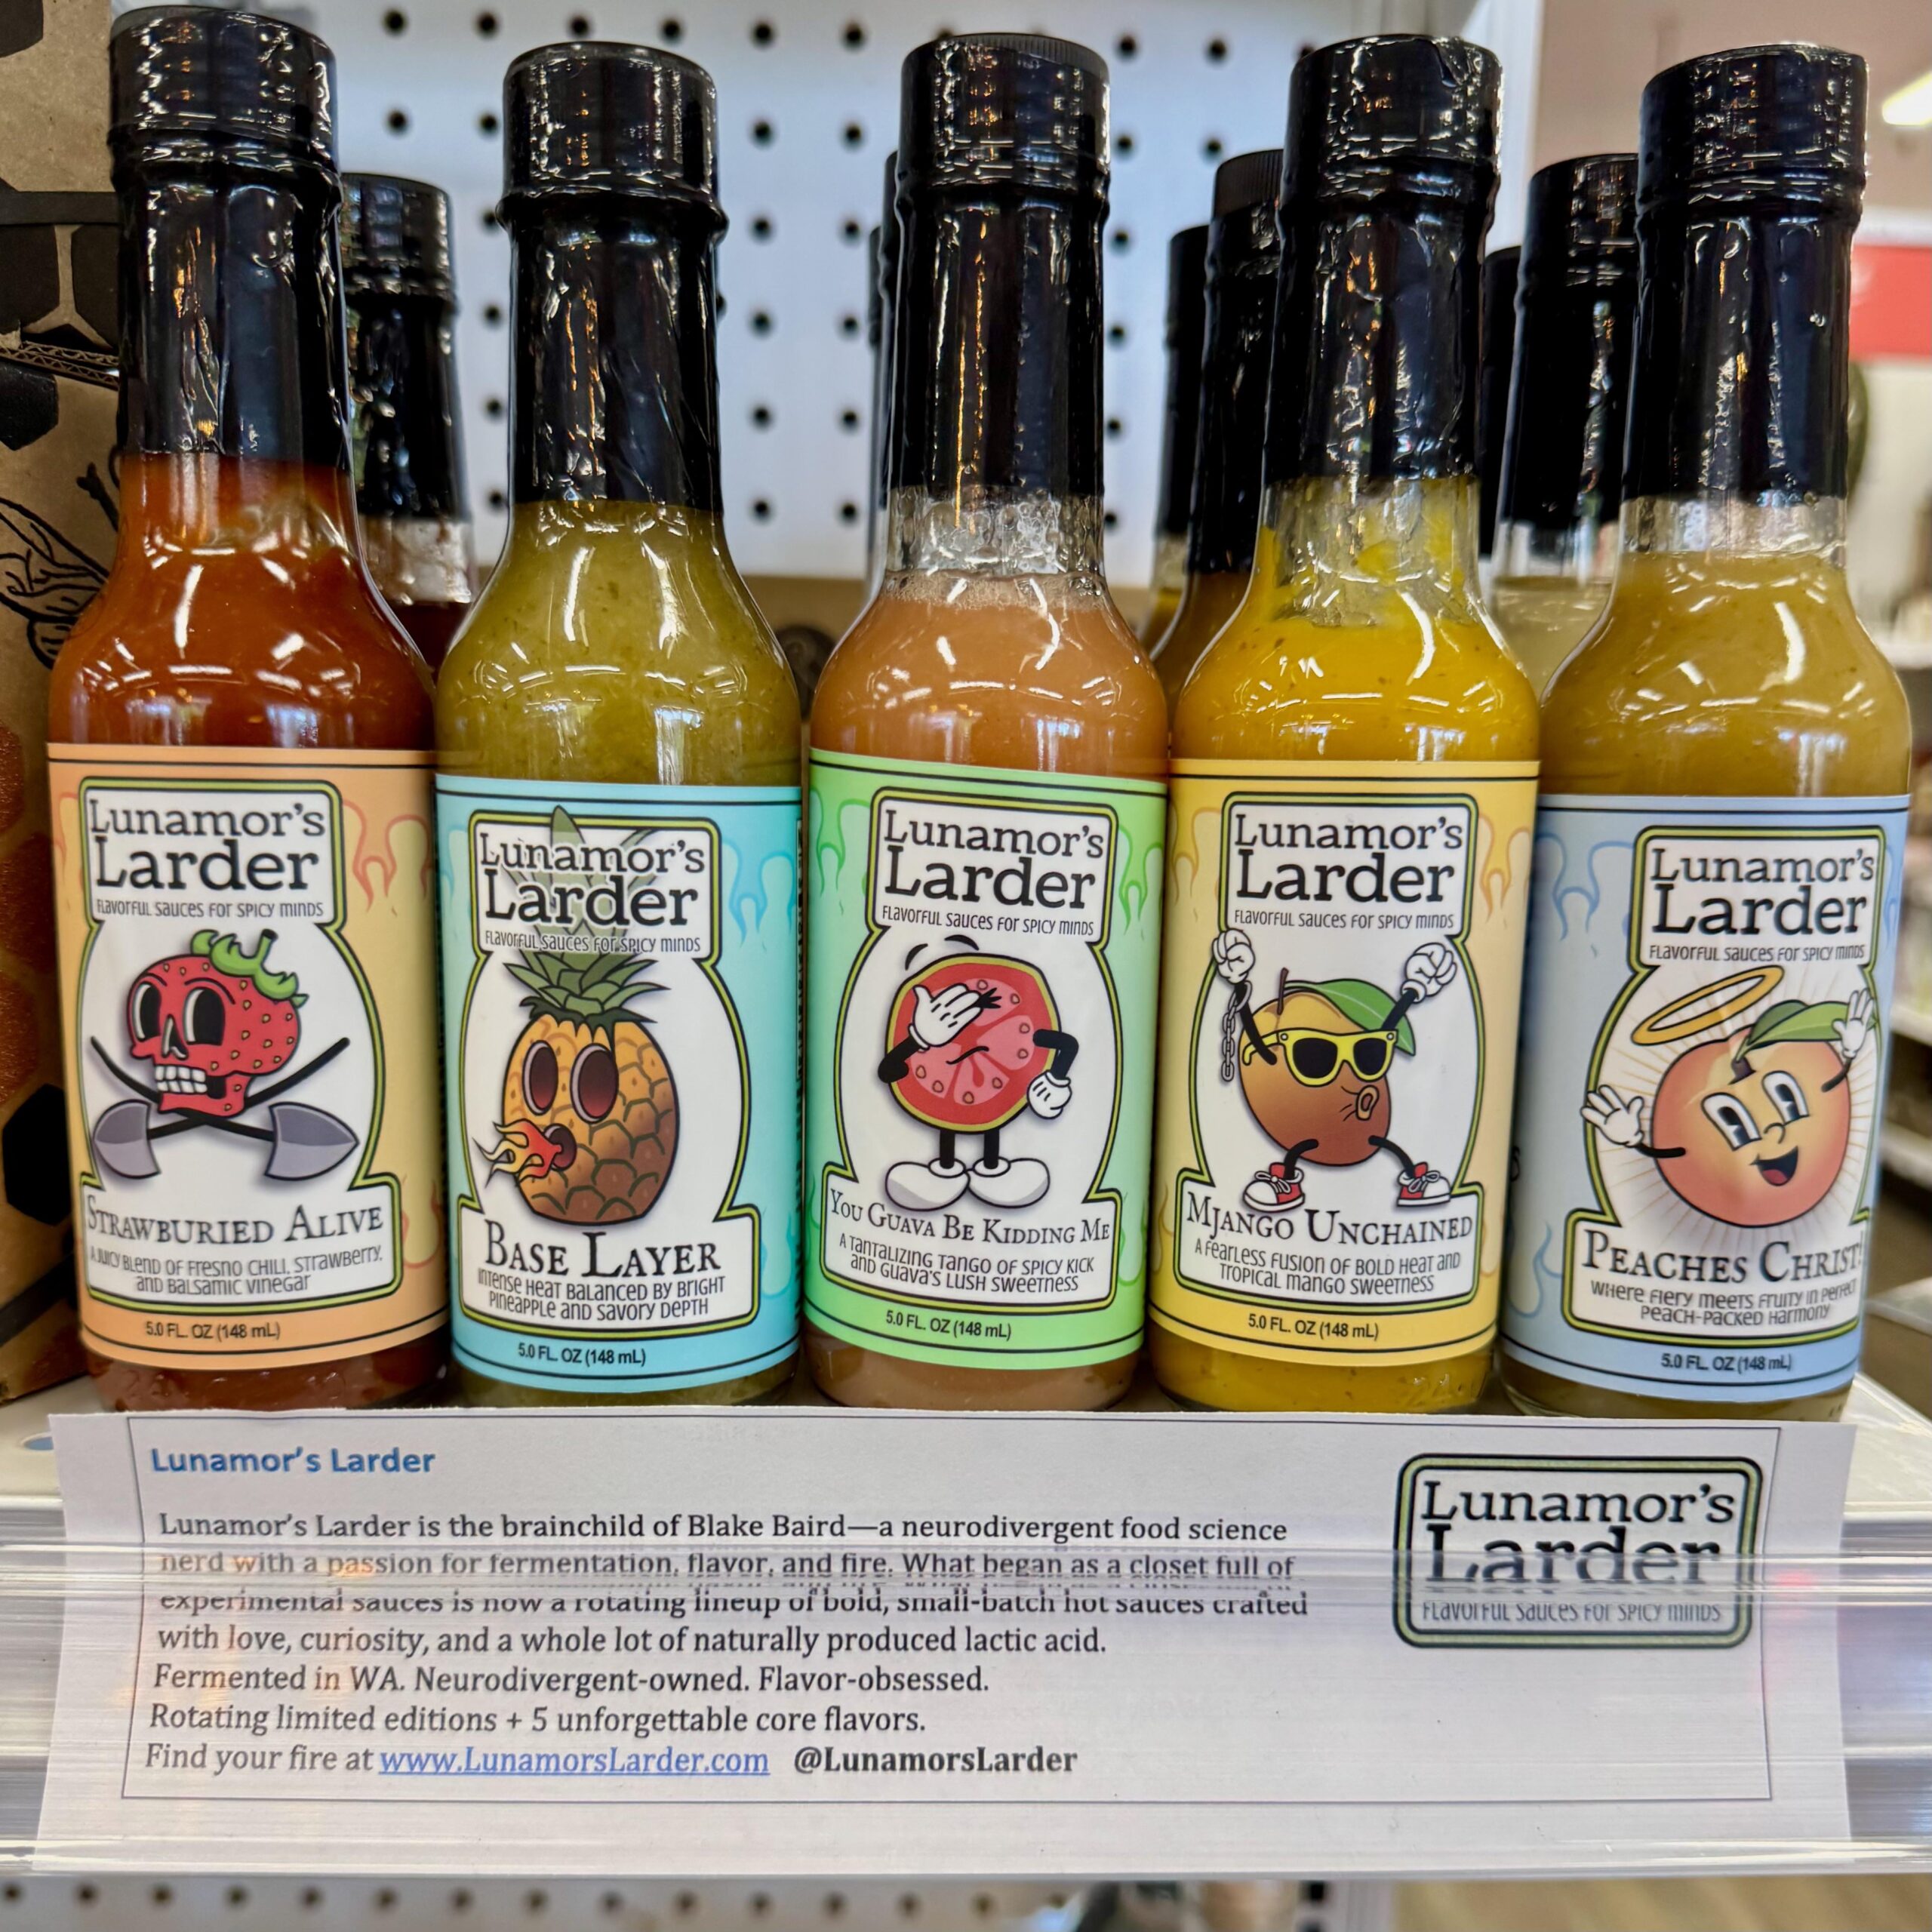 Lunamor's
Larder
Flavorful sauces for spicy minds
Strawburied Alive
A juicy blend of Fresno chili, strawberry,
and balsamic vinegar
5.0 FL. OZ (148 mL)
Lunamor's
Larder
Flavorful sauces for spicy minds
Base Layer
Intense heat balanced by bright
pineapple and savory depth
5.0 FL. OZ (148 mL)
Lunamor's
Larder
Flavorful sauces for spicy minds
You Guava Be Kidding Me
A tantalizing tango of spicy kick
and guava's lush sweetness
5.0 FL. OZ (148 mL)
Lunamor's
Larder
Flavorful sauces for spicy minds
Mjango Unchained
A fearless fusion of bold heat and
tropical mango sweetness
5.0 FL. OZ (148 mL)
Lunamor's
Larder
Flavorful sauces for spicy minds
Peaches Christ!
Where fiery meets fruity in perfect
peach-packed harmony
5.0 FL. OZ (148 mL)
Lunamor's Larder
Lunamor's Larder is the brainchild of Blake Baird—a neurodivergent food science
nerd with a passion for fermentation, flavor, and fire. What began as a closet full of
experimental sauces is now a rotating lineup of bold, small-batch hot sauces crafted
with love, curiosity, and a whole lot of naturally produced lactic acid.
Fermented in WA. Neurodivergent-owned. Flavor-obsessed.
Rotating limited editions + 5 unforgettable core flavors.
Find your fire at www.LunamorsLarder.com @LunamorsLarder
Lunamor's
Larder
Flavorful sauces for spicy minds